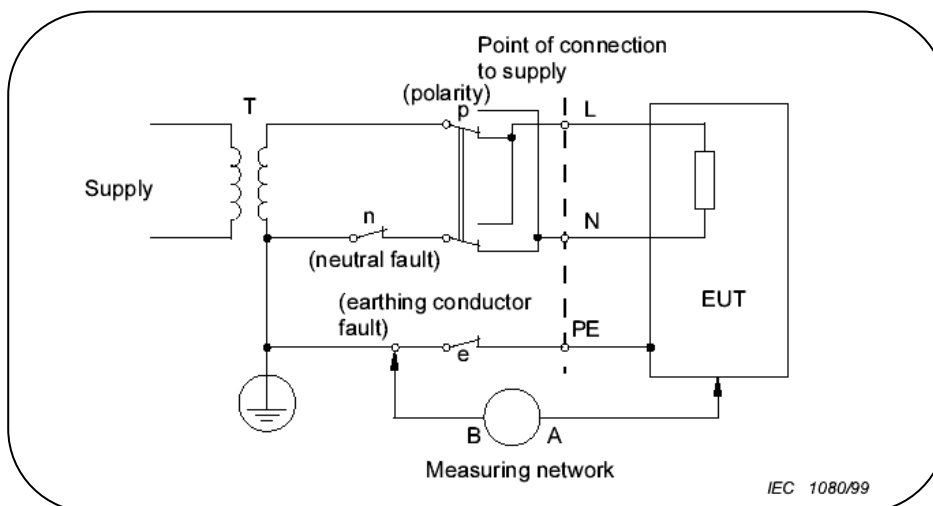 Point of connection
to supply
(polarity)
T
p
L
Supply
n
N
(neutral fault)
EUT
(earthing conductor
fault)
PE
e
B
A
Measuring network
IEC 1080/99